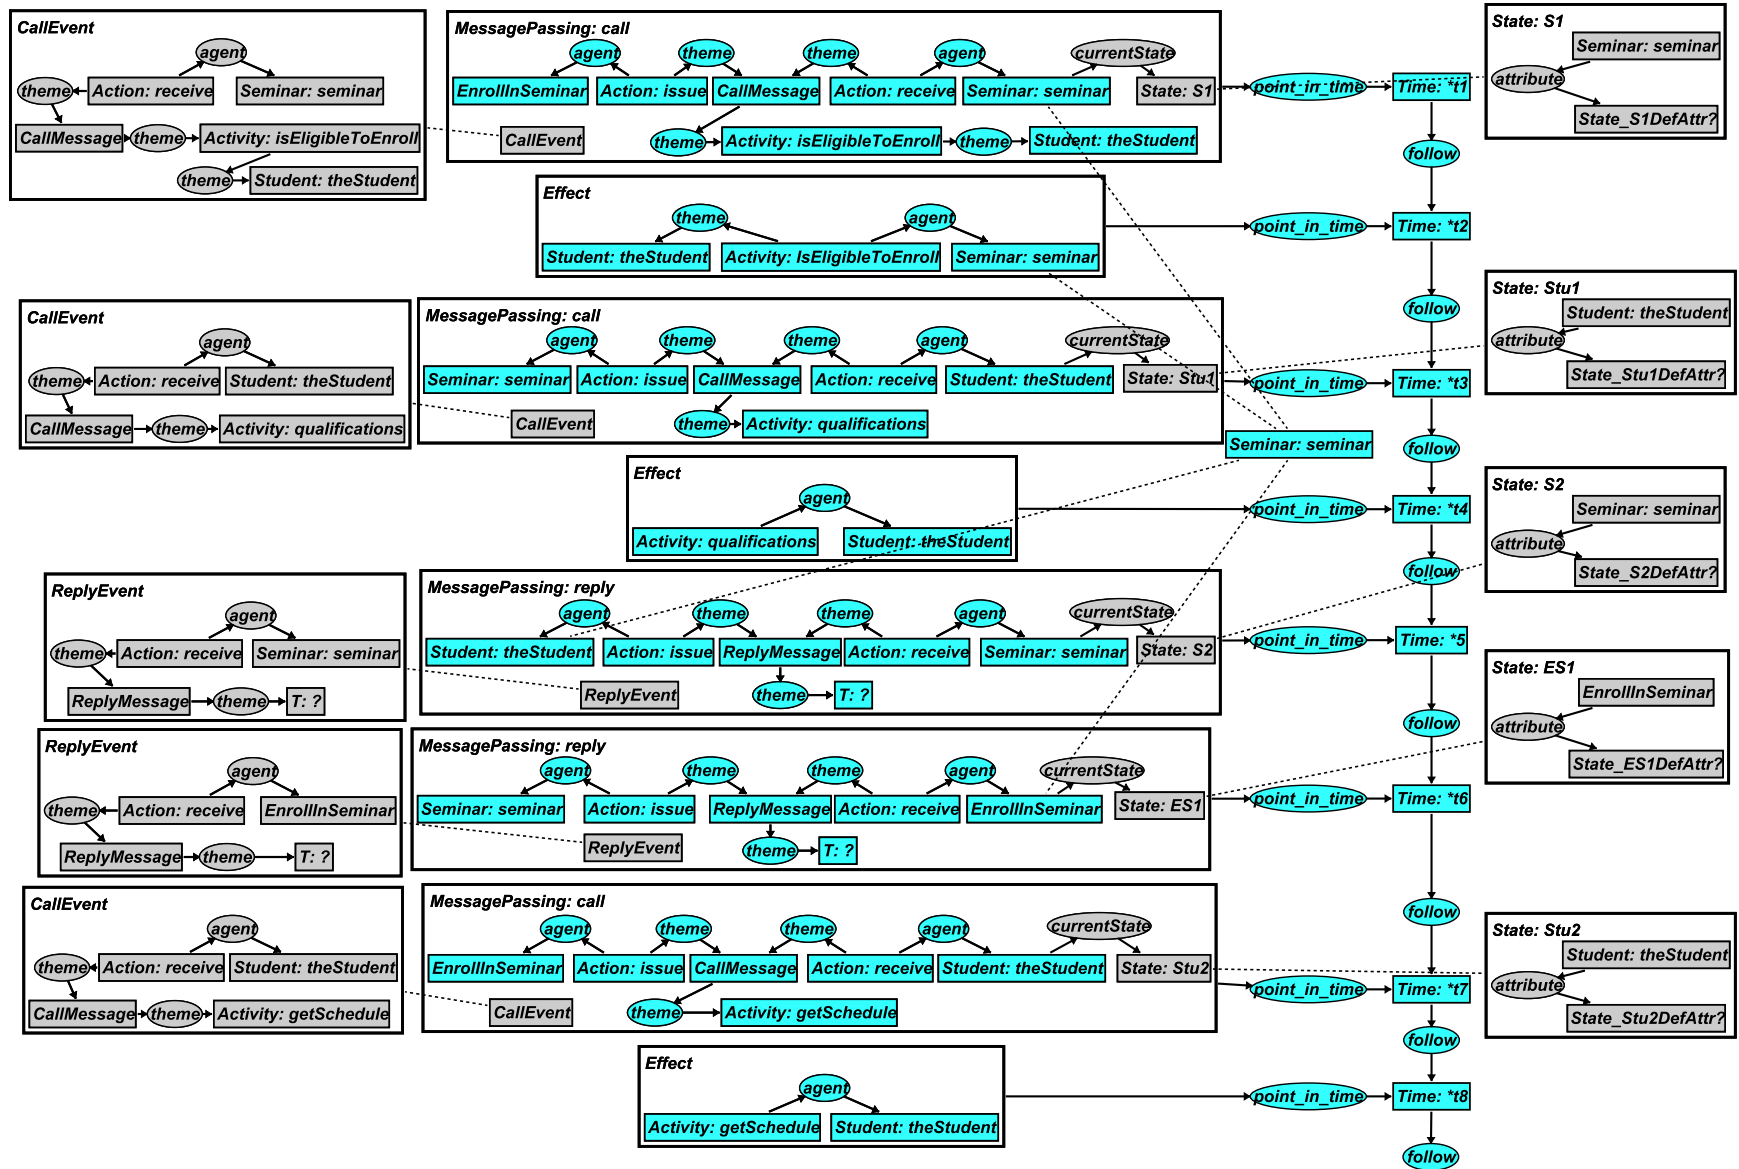 CallEvent
agent
theme
Action: receive
Seminar: seminar
CallMessage
theme
Activity: isEligibleToEnroll
theme
Student: theStudent
MessagePassing: call
agent
theme
theme
agent
currentState
EnrollInSeminar
Action: issue
CallMessage
Action: receive
Seminar: seminar
State: S1
CallEvent
theme
Activity: isEligibleToEnroll
theme
Student: theStudent
point_in_time
Time: *t1
State: S1
Seminar: seminar
attribute
State_S1DefAttr?
follow
Effect
theme
agent
Student: theStudent
Activity: IsEligibleToEnroll
Seminar: seminar
point_in_time
Time: *t2
follow
CallEvent
agent
theme
Action: receive
Student: theStudent
CallMessage
theme
Activity: qualifications
MessagePassing: call
agent
theme
theme
agent
currentState
Seminar: seminar
Action: issue
CallMessage
Action: receive
Student: theStudent
State: Stu1
CallEvent
theme
Activity: qualifications
point_in_time
Time: *t3
State: Stu1
Student: theStudent
attribute
State_Stu1DefAttr?
Seminar: seminar
follow
Effect
agent
Activity: qualifications
Student: theStudent
point_in_time
Time: *t4
State: S2
Seminar: seminar
attribute
State_S2DefAttr?
follow
ReplyEvent
agent
theme
Action: receive
Seminar: seminar
ReplyMessage
theme
T: ?
MessagePassing: reply
agent
theme
theme
agent
currentState
Student: theStudent
Action: issue
ReplyMessage
Action: receive
Seminar: seminar
State: S2
ReplyEvent
theme
T: ?
point_in_time
Time: *5
State: ES1
EnrollInSeminar
attribute
State_ES1DefAttr?
follow
ReplyEvent
agent
theme
Action: receive
EnrollInSeminar
ReplyMessage
theme
T: ?
MessagePassing: reply
agent
theme
theme
agent
currentState
Seminar: seminar
Action: issue
ReplyMessage
Action: receive
EnrollInSeminar
State: ES1
ReplyEvent
theme
T: ?
point_in_time
Time: *t6
follow
CallEvent
agent
theme
Action: receive
Student: theStudent
CallMessage
theme
Activity: getSchedule
MessagePassing: call
agent
theme
theme
agent
currentState
EnrollInSeminar
Action: issue
CallMessage
Action: receive
Student: theStudent
State: Stu2
CallEvent
theme
Activity: getSchedule
point_in_time
Time: *t7
State: Stu2
Student: theStudent
attribute
State_Stu2DefAttr?
follow
Effect
agent
Activity: getSchedule
Student: theStudent
point_in_time
Time: *t8
follow